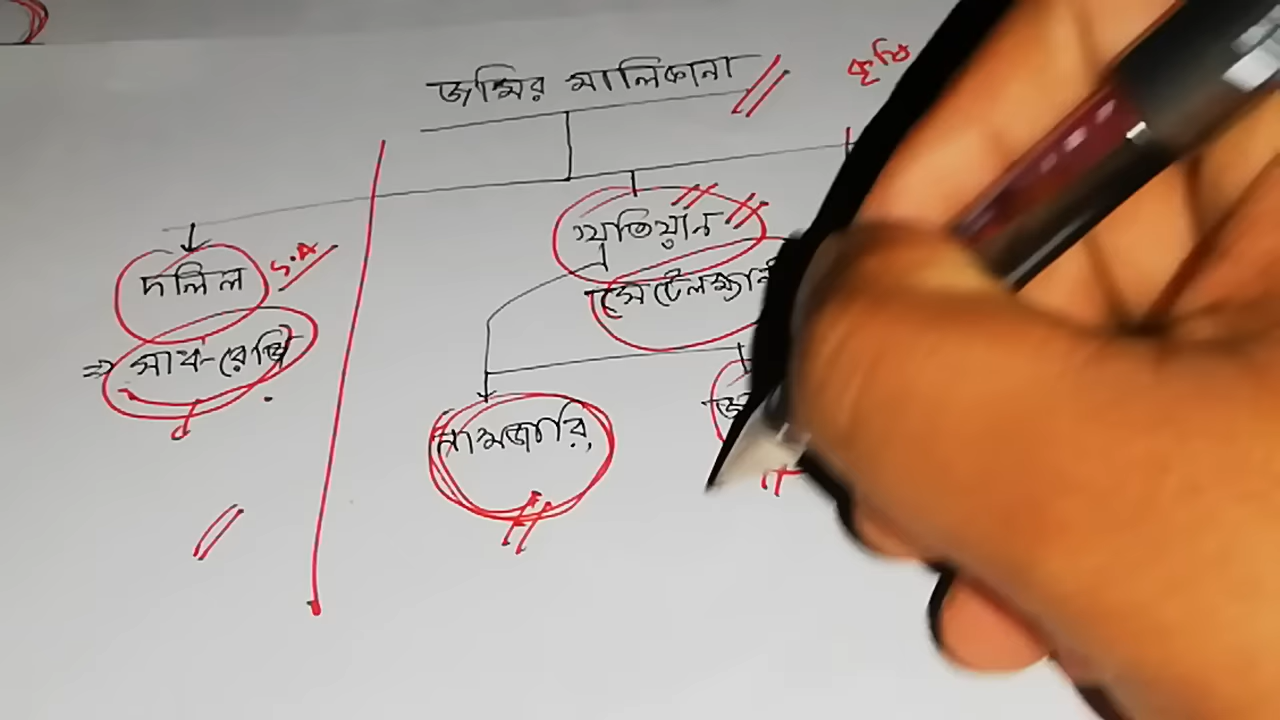 জমির মালিকানা
কৃষি
দলিল
S.A
খতিয়ান
সেটেলম্যান
=> সাব-রেজি
নামজারি,